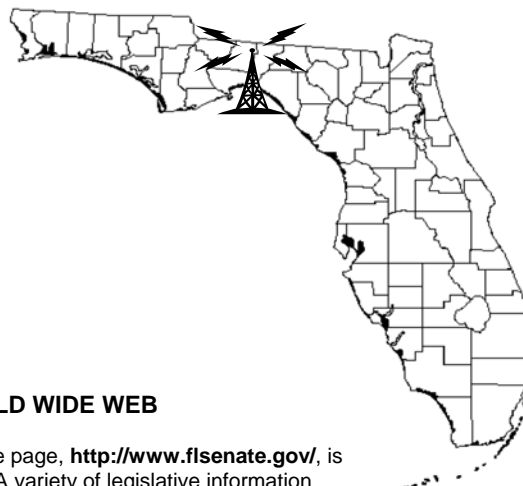 LD WIDE WEB
e page, http://www.flsenate.gov/, is
A variety of legislative information